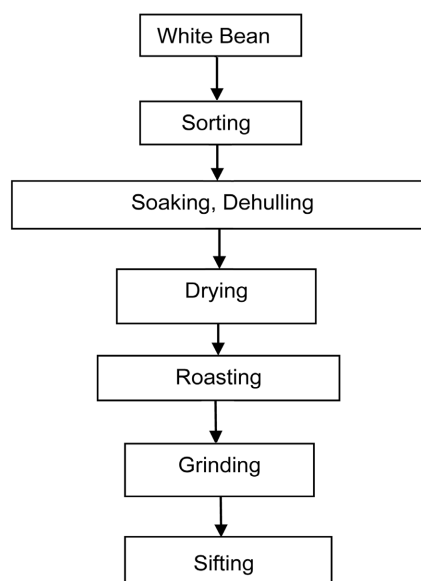 White Bean
Sorting
Soaking, Dehulling
Drying
Roasting
Grinding
Sifting